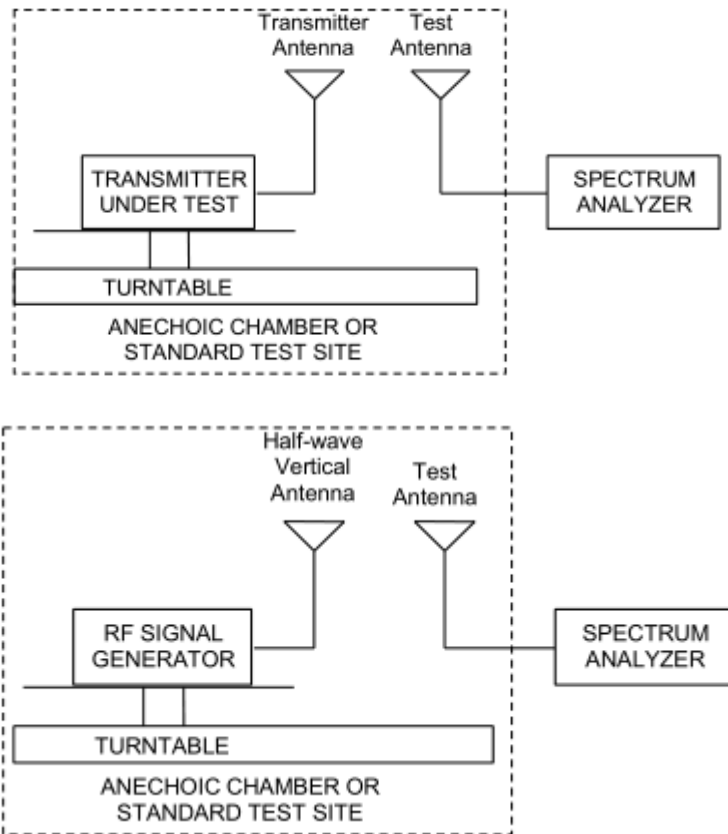 Transmitter
Antenna
Test
Antenna
TRANSMITTER
UNDER TEST
SPECTRUM
ANALYZER
TURNTABLE
ANECHOIC CHAMBER OR
STANDARD TEST SITE
Half-wave
Vertical
Antenna
Test
Antenna
RF SIGNAL
GENERATOR
SPECTRUM
ANALYZER
TURNTABLE
ANECHOIC CHAMBER OR
STANDARD TEST SITE